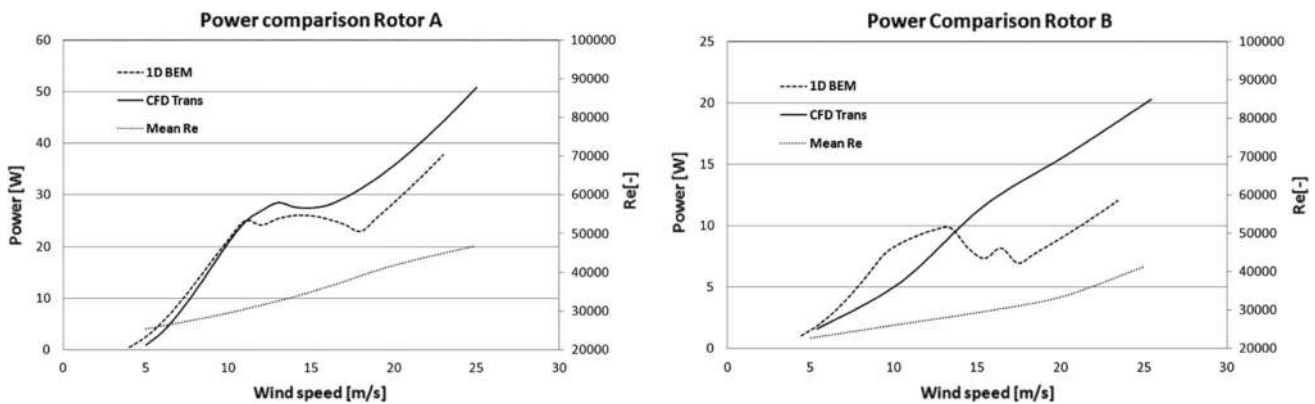 Power comparison Rotor A
60
50
40
30
20
10
0
Power [W]
1D BEM
CFD Trans
Mean Re
100000
90000
80000
70000
60000
50000
40000
30000
20000
Re[-]
0 5 10 15 20 25 30
Wind speed [m/s]
Power Comparison Rotor B
25
20
15
10
5
0
Power [W]
1D BEM
CFD Trans
Mean Re
100000
90000
80000
70000
60000
50000
40000
30000
20000
Re[-]
0 5 10 15 20 25 30
Wind speed [m/s]